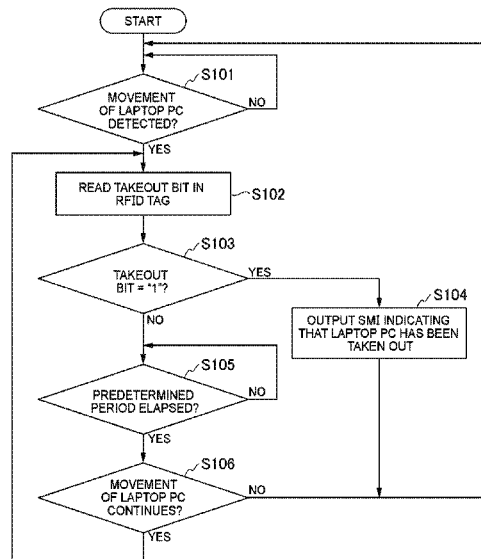 START
S101
MOVEMENT
OF LAPTOP PC
DETECTED?
NO
YES
READ TAKEOUT BIT IN
RFID TAG
S102
S103
TAKEOUT
BIT = "1"?
YES
NO
S104
OUTPUT SMI INDICATING
THAT LAPTOP PC HAS BEEN
TAKEN OUT
S105
PREDETERMINED
PERIOD ELAPSED?
NO
YES
S106
MOVEMENT
OF LAPTOP PC
CONTINUES?
NO
YES